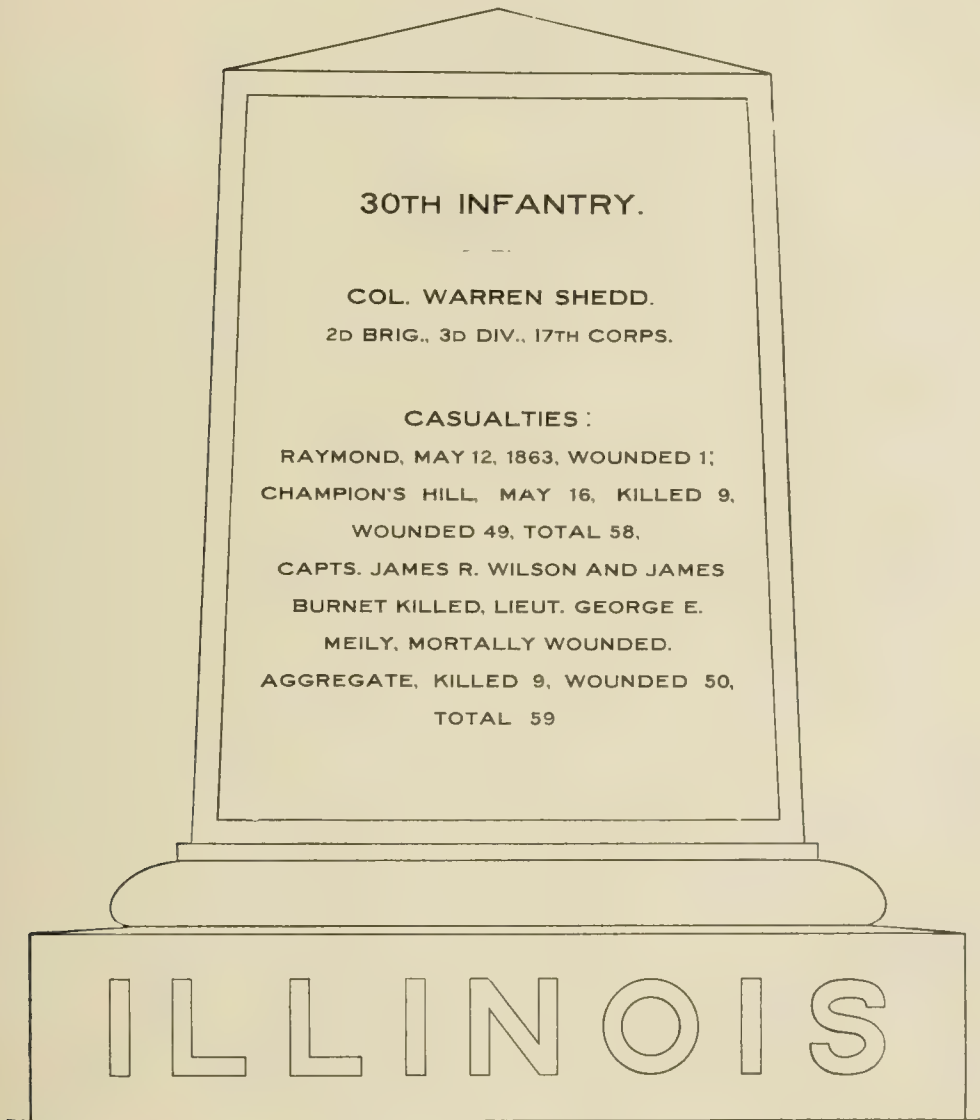 30TH INFANTRY.
COL. WARREN SHEDD.
2D BRIG., 3D DIV., 17TH CORPS.
CASUALTIES:
RAYMOND, MAY 12, 1863, WOUNDED 1;
CHAMPION'S HILL, MAY 16, KILLED 9,
WOUNDED 49, TOTAL 58,
CAPTS. JAMES R. WILSON AND JAMES
BURNET KILLED, LIEUT. GEORGE E.
MEILY, MORTALLY WOUNDED.
AGGREGATE, KILLED 9, WOUNDED 50,
TOTAL 59
ILLINOIS